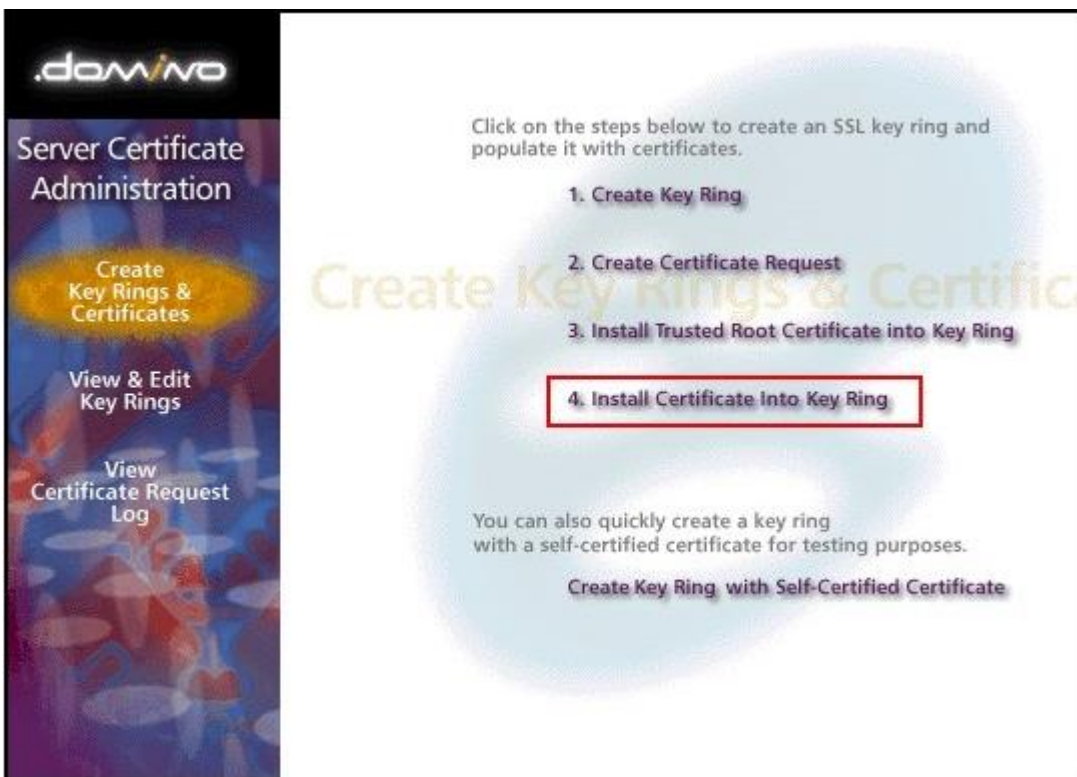 .domino
Server Certificate
Administration
Create
Key Rings &
Certificates
View & Edit
Key Rings
View
Certificate Request
Log
Click on the steps below to create an SSL key ring and
populate it with certificates.
1. Create Key Ring
2. Create Certificate Request
Create Key Rings & Certific
3. Install Trusted Root Certificate into Key Ring
4. Install Certificate Into Key Ring
You can also quickly create a key ring
with a self-certified certificate for testing purposes.
Create Key Ring with Self-Certified Certificate